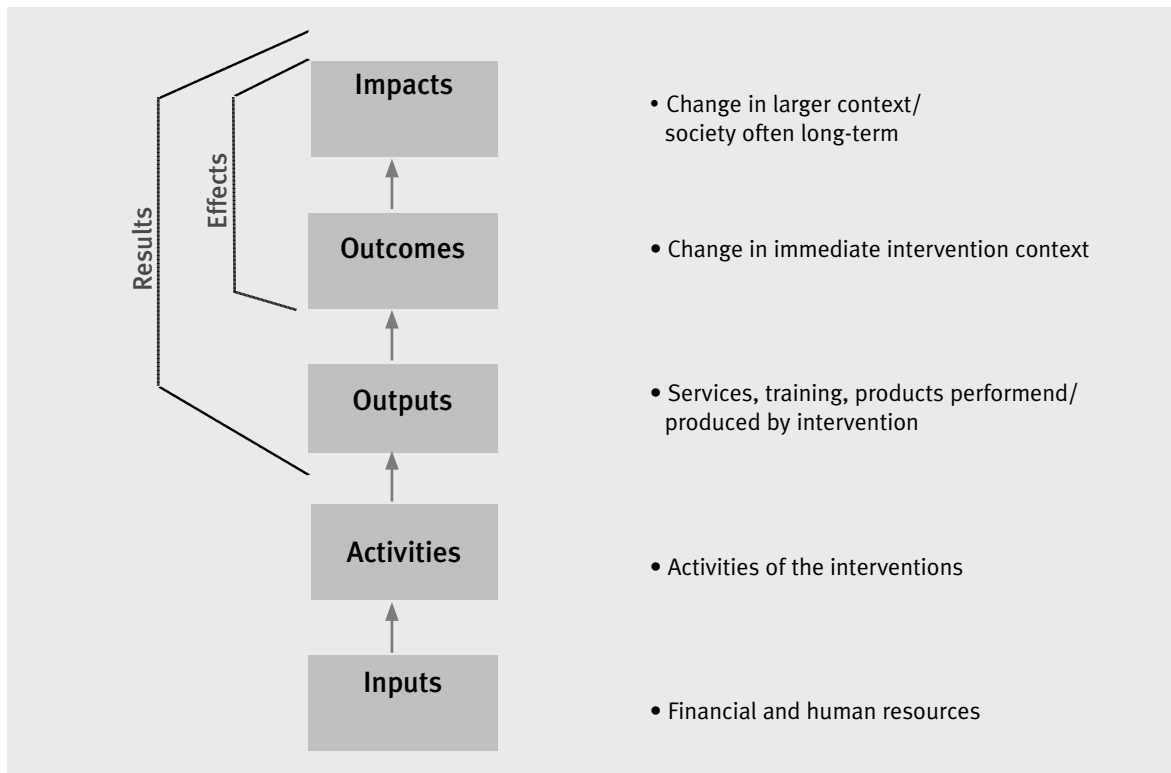 Impacts
• Change in larger context/
society often long-term
Results
Effects
Outcomes
• Change in immediate intervention context
Outputs
• Services, training, products performend/
produced by intervention
Activities
• Activities of the interventions
Inputs
• Financial and human resources